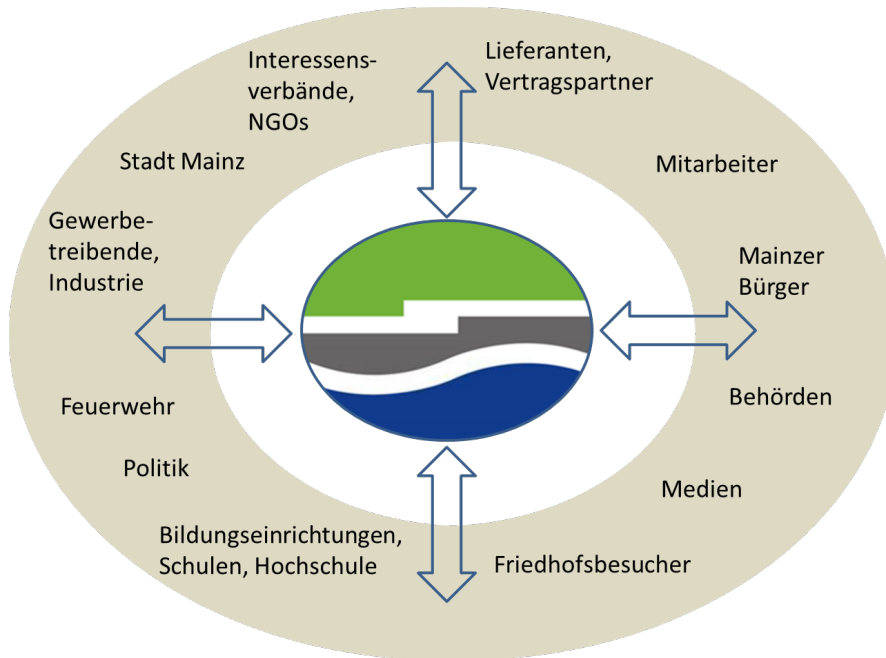 Interessens-
verbände,
NGOs
Lieferanten,
Vertragspartner
Stadt Mainz
Mitarbeiter
Gewerbe-
treibende,
Industrie
Mainzer
Bürger
Feuerwehr
Behörden
Politik
Medien
Bildungseinrichtungen,
Schulen, Hochschule
Friedhofsbesucher